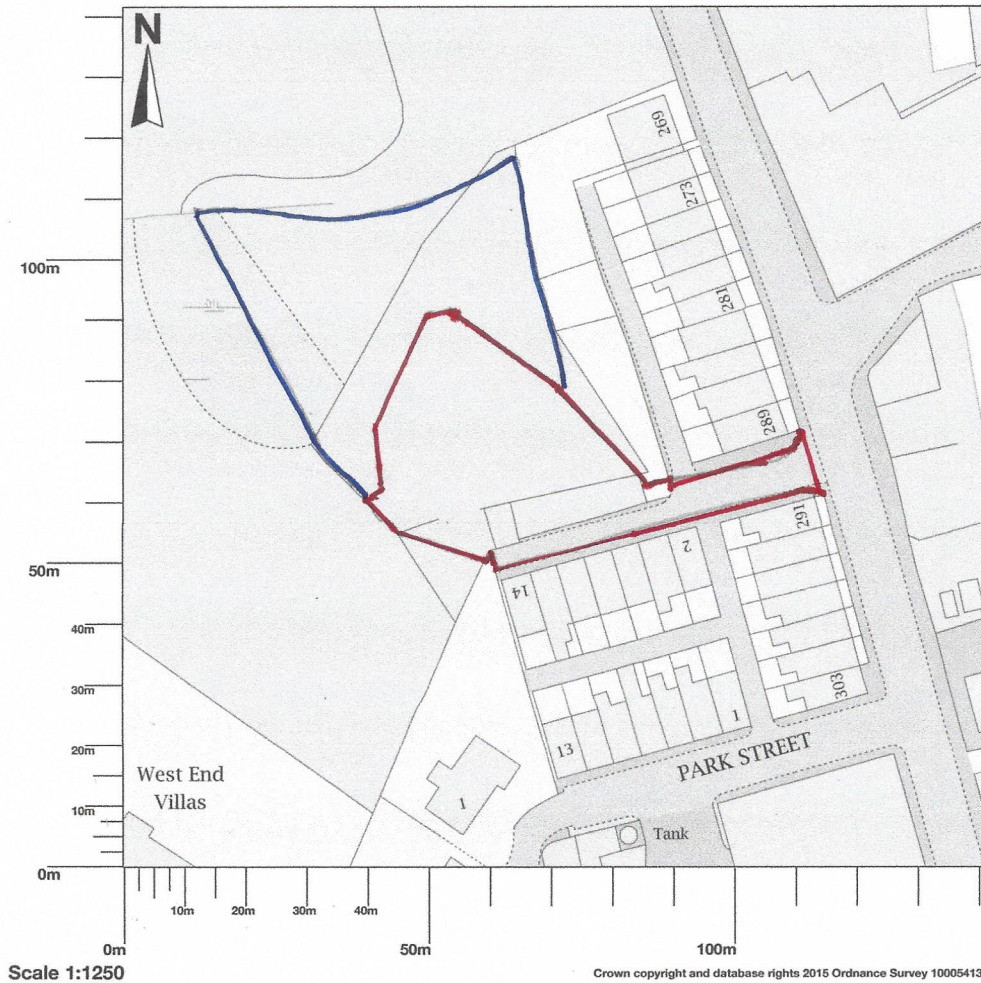 N
269
273
100m
281
289
291
50m
2
14
40m
303
30m
1
13
20m
PARK STREET
West End
Villas
1
10m
Tank
0m
10m
20m
30m
40m
0m
50m
100m
Scale 1:1250
Crown copyright and database rights 2015 Ordnance Survey 10005413